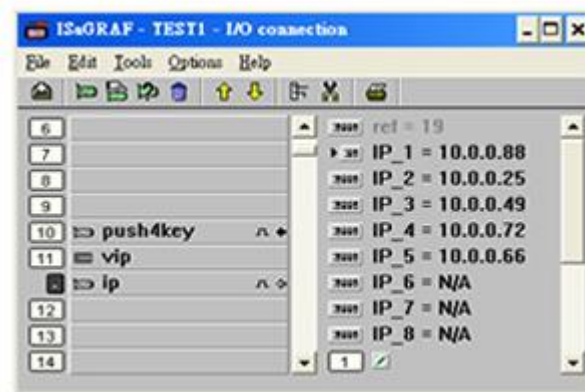 ISaGRAF - TEST1 - I/O connection
File Edit Tools Options Help
6
7
8
9
10 push4key
11 vip
ip
12
13
14
ref = 19
IP_1 = 10.0.0.88
IP_2 = 10.0.0.25
IP_3 = 10.0.0.49
IP_4 = 10.0.0.72
IP_5 = 10.0.0.66
IP_6 = N/A
IP_7 = N/A
IP_8 = N/A
1